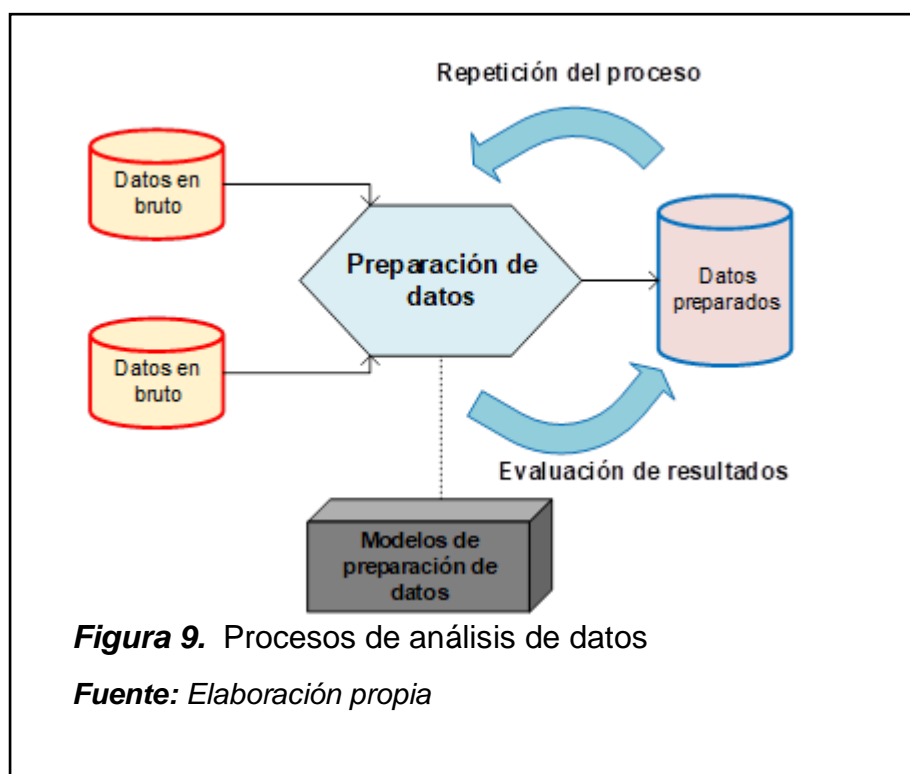 Repetición del proceso
Datos en
bruto
Preparación de
datos
Datos
preparados
Datos en
bruto
Evaluación de resultados
Modelos de
preparación de
datos
Figura 9. Procesos de análisis de datos
Fuente: Elaboración propia